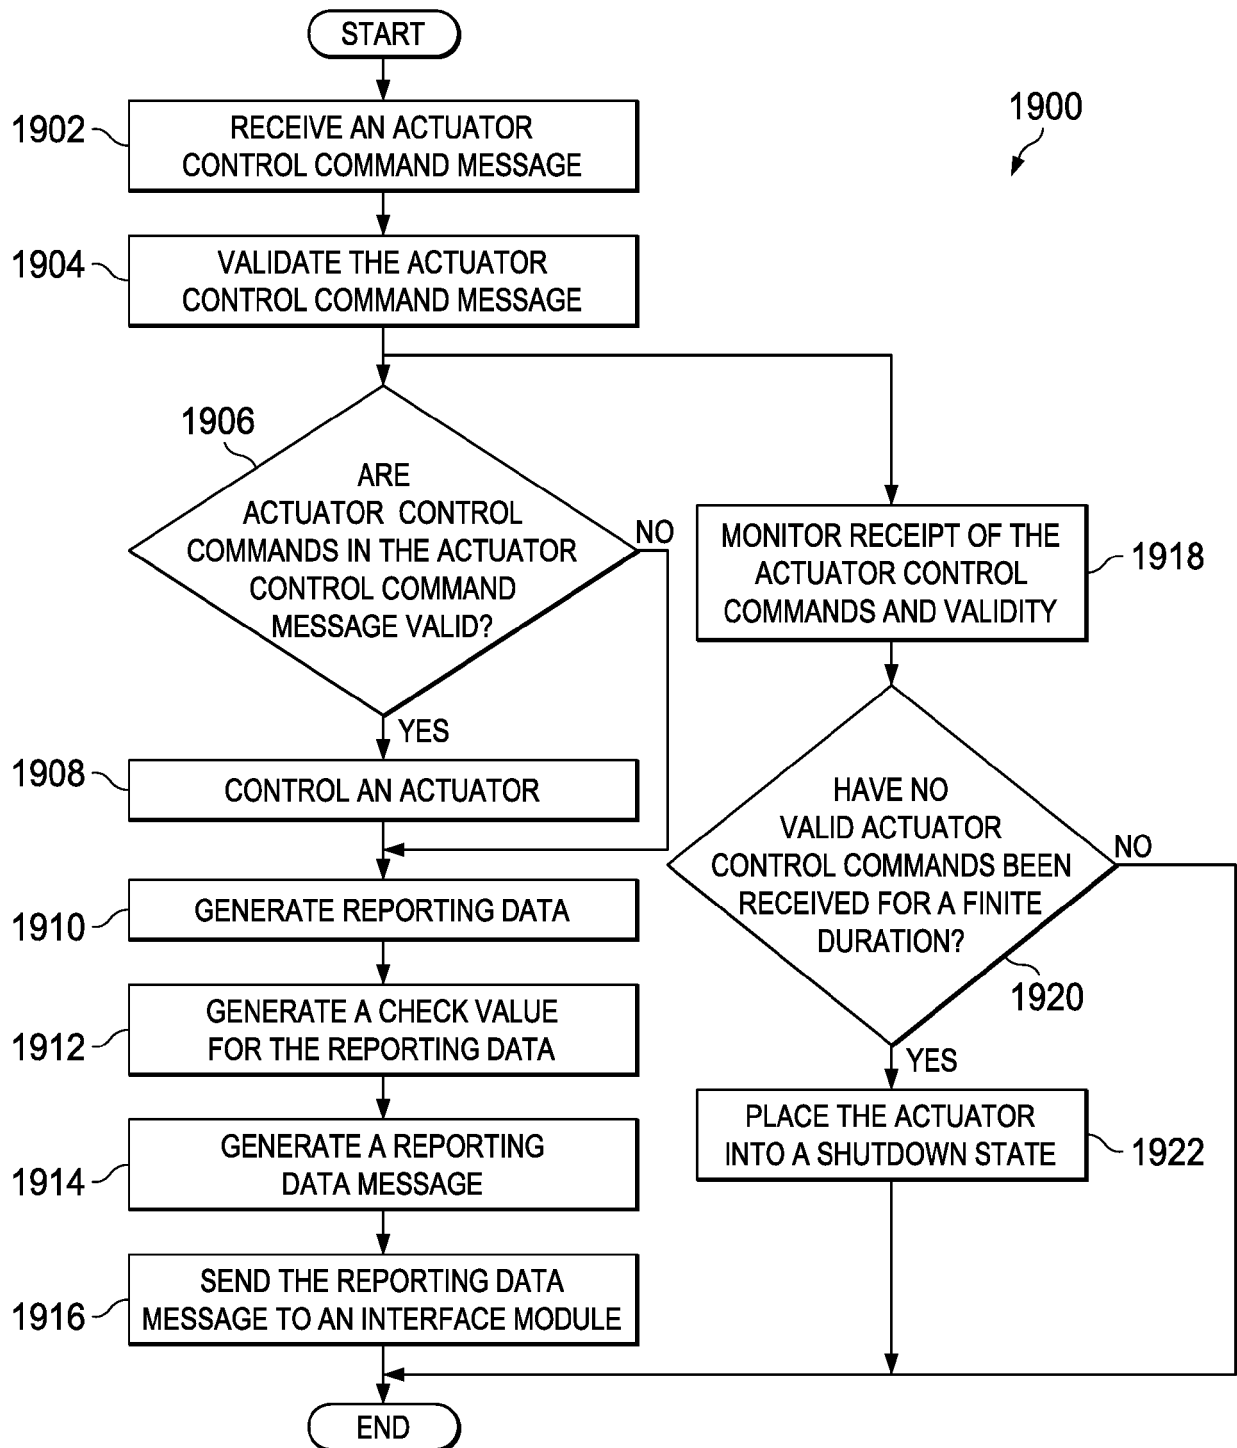 START
1900
1902
RECEIVE AN ACTUATOR
CONTROL COMMAND MESSAGE
1904
VALIDATE THE ACTUATOR
CONTROL COMMAND MESSAGE
1906
ARE
ACTUATOR CONTROL
COMMANDS IN THE ACTUATOR
CONTROL COMMAND
MESSAGE VALID?
NO
YES
1908
CONTROL AN ACTUATOR
1910
GENERATE REPORTING DATA
1912
GENERATE A CHECK VALUE
FOR THE REPORTING DATA
1914
GENERATE A REPORTING
DATA MESSAGE
1916
SEND THE REPORTING DATA
MESSAGE TO AN INTERFACE MODULE
MONITOR RECEIPT OF THE
ACTUATOR CONTROL
COMMANDS AND VALIDITY
1918
HAVE NO
VALID ACTUATOR
CONTROL COMMANDS BEEN
RECEIVED FOR A FINITE
DURATION?
NO
1920
YES
PLACE THE ACTUATOR
INTO A SHUTDOWN STATE
1922
END